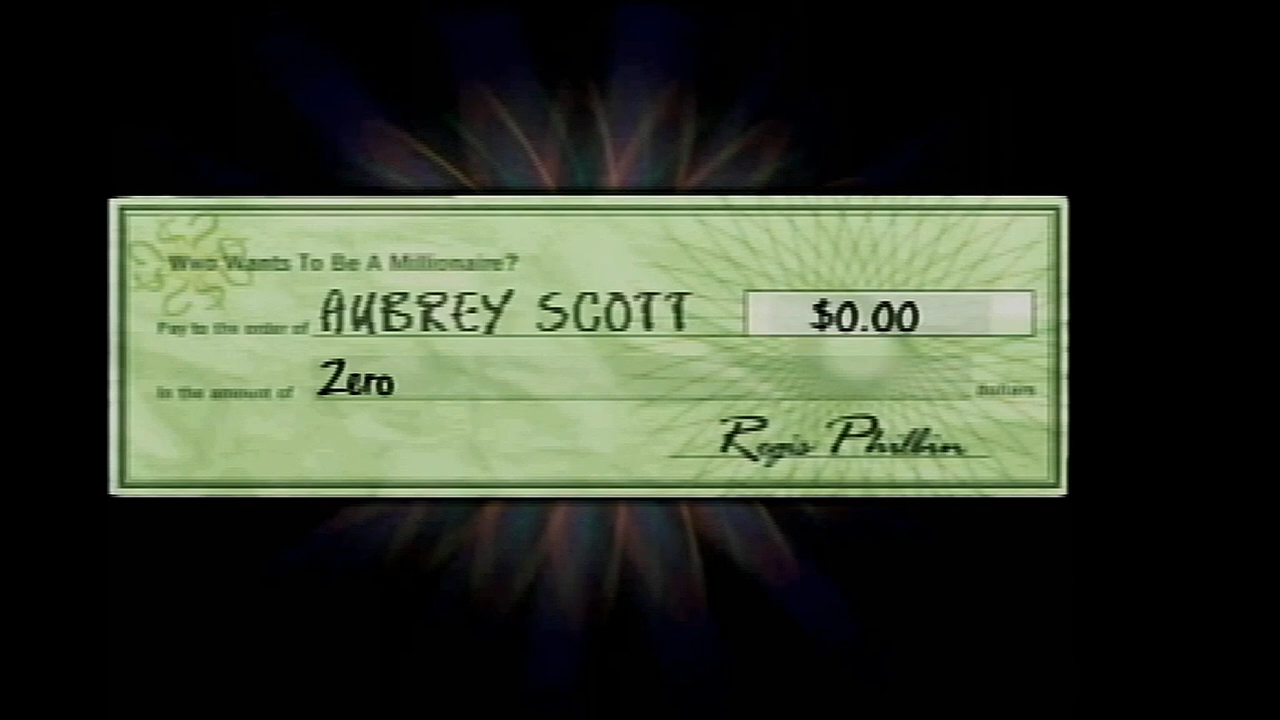 Who Wants To Be A Millionaire?
Pay to the order of AUBREY SCOTT $0.00
In the amount of Zero dollars
Regis Philbin